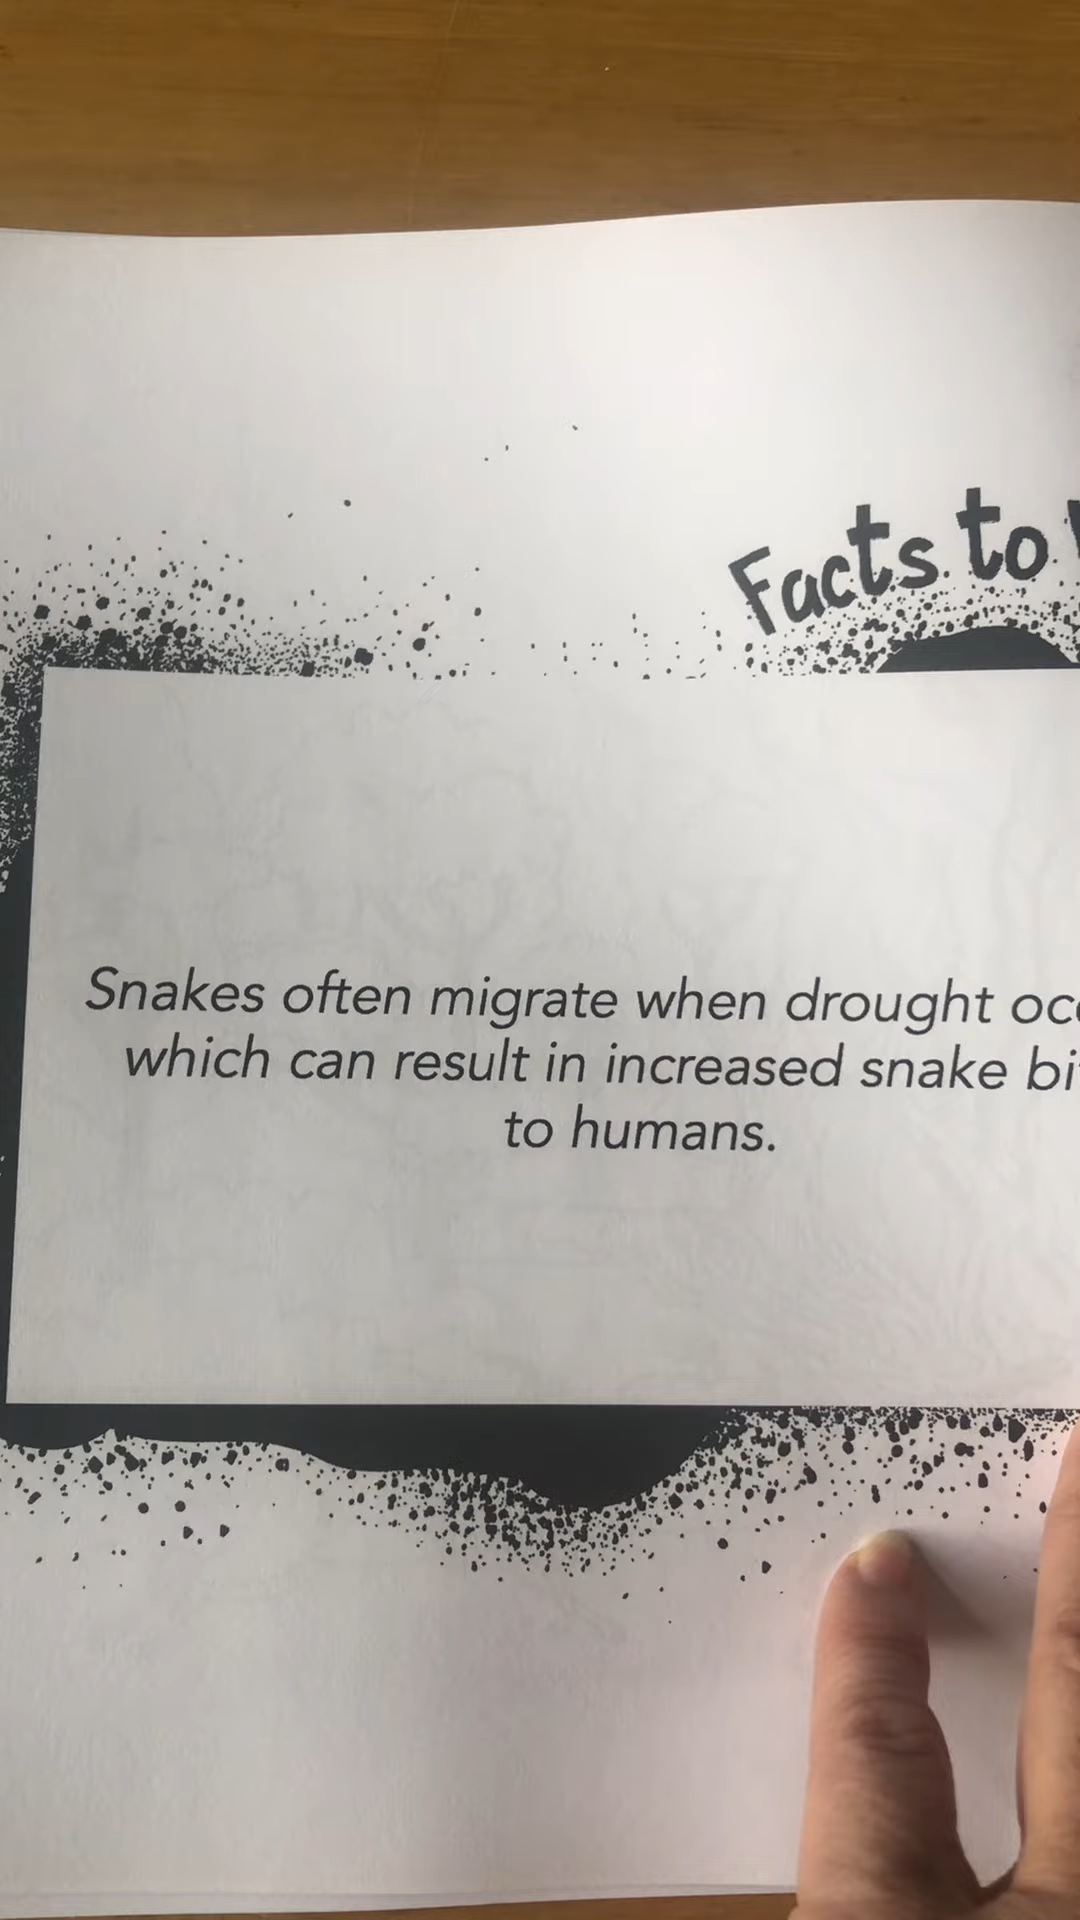 Facts to
Snakes often migrate when drought
which can result in increased snake
to humans.